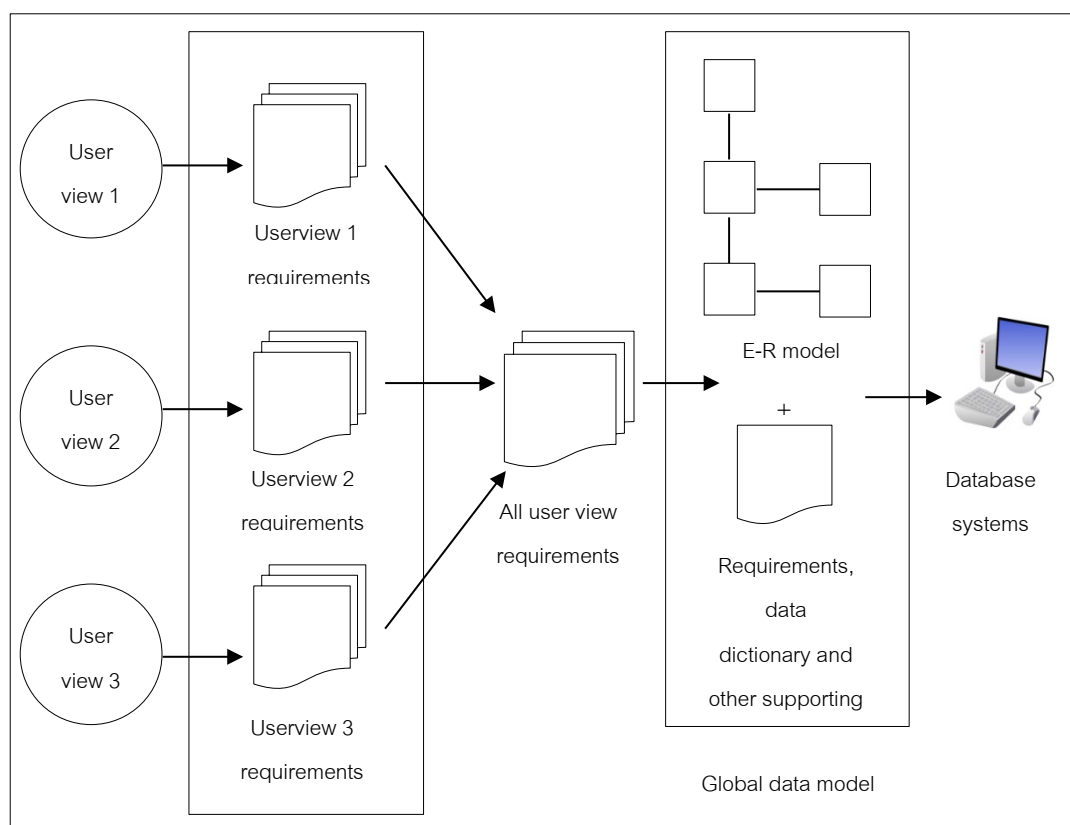 User
view 1
Userview 1
requirements
User
view 2
Userview 2
requirements
User
view 3
Userview 3
requirements
All user view
requirements
E-R model
+
Requirements,
data
dictionary and
other supporting
Global data model
Database
systems